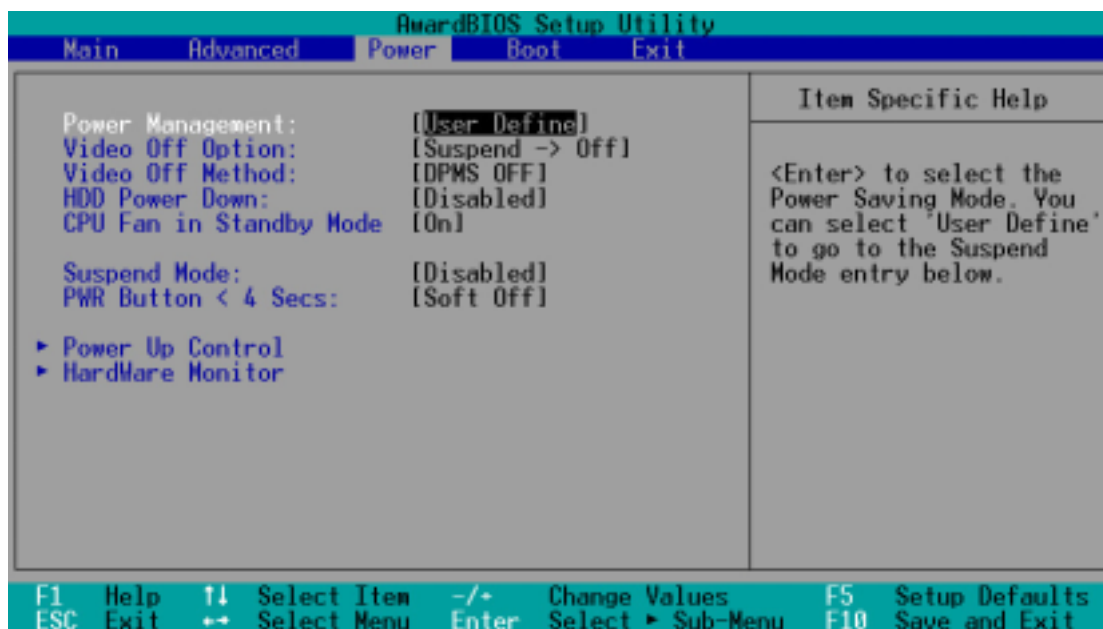 AwardBIOS Setup Utility
Main Advanced Power Boot Exit
Power Management: [User Define]
Video Off Option: [Suspend -> Off]
Video Off Method: [DPMS OFF]
HDD Power Down: [Disabled]
CPU Fan in Standby Mode [On]
Suspend Mode: [Disabled]
PWR Button < 4 Secs: [Soft Off]
▶ Power Up Control
▶ HardWare Monitor
Item Specific Help
<Enter> to select the
Power Saving Mode. You
can select 'User Define'
to go to the Suspend
Mode entry below.
F1 Help ↑↓ Select Item -/+ Change Values F5 Setup Defaults
ESC Exit ←→ Select Menu Enter Select ▶ Sub-Menu F10 Save and Exit